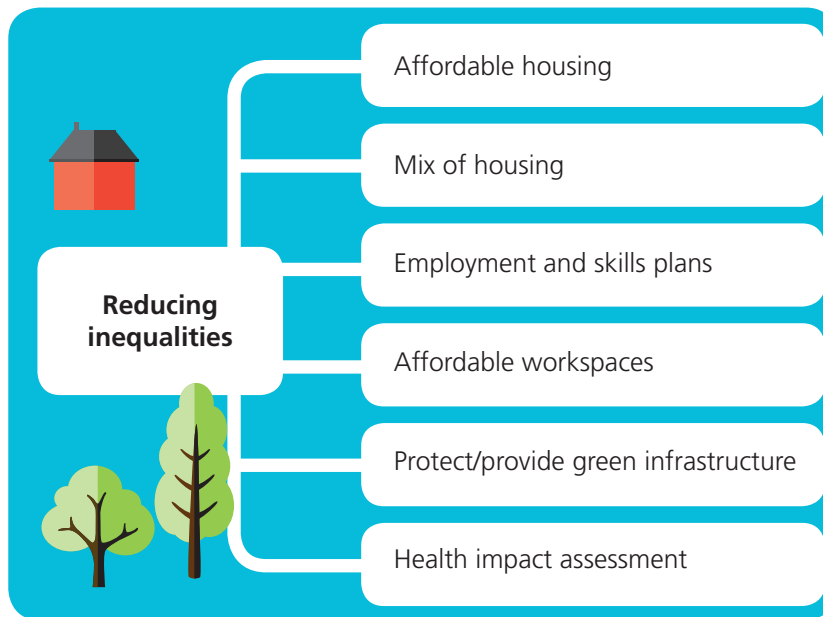 Affordable housing
Mix of housing
Employment and skills plans
Reducing
inequalities
Affordable workspaces
Protect/provide green infrastructure
Health impact assessment